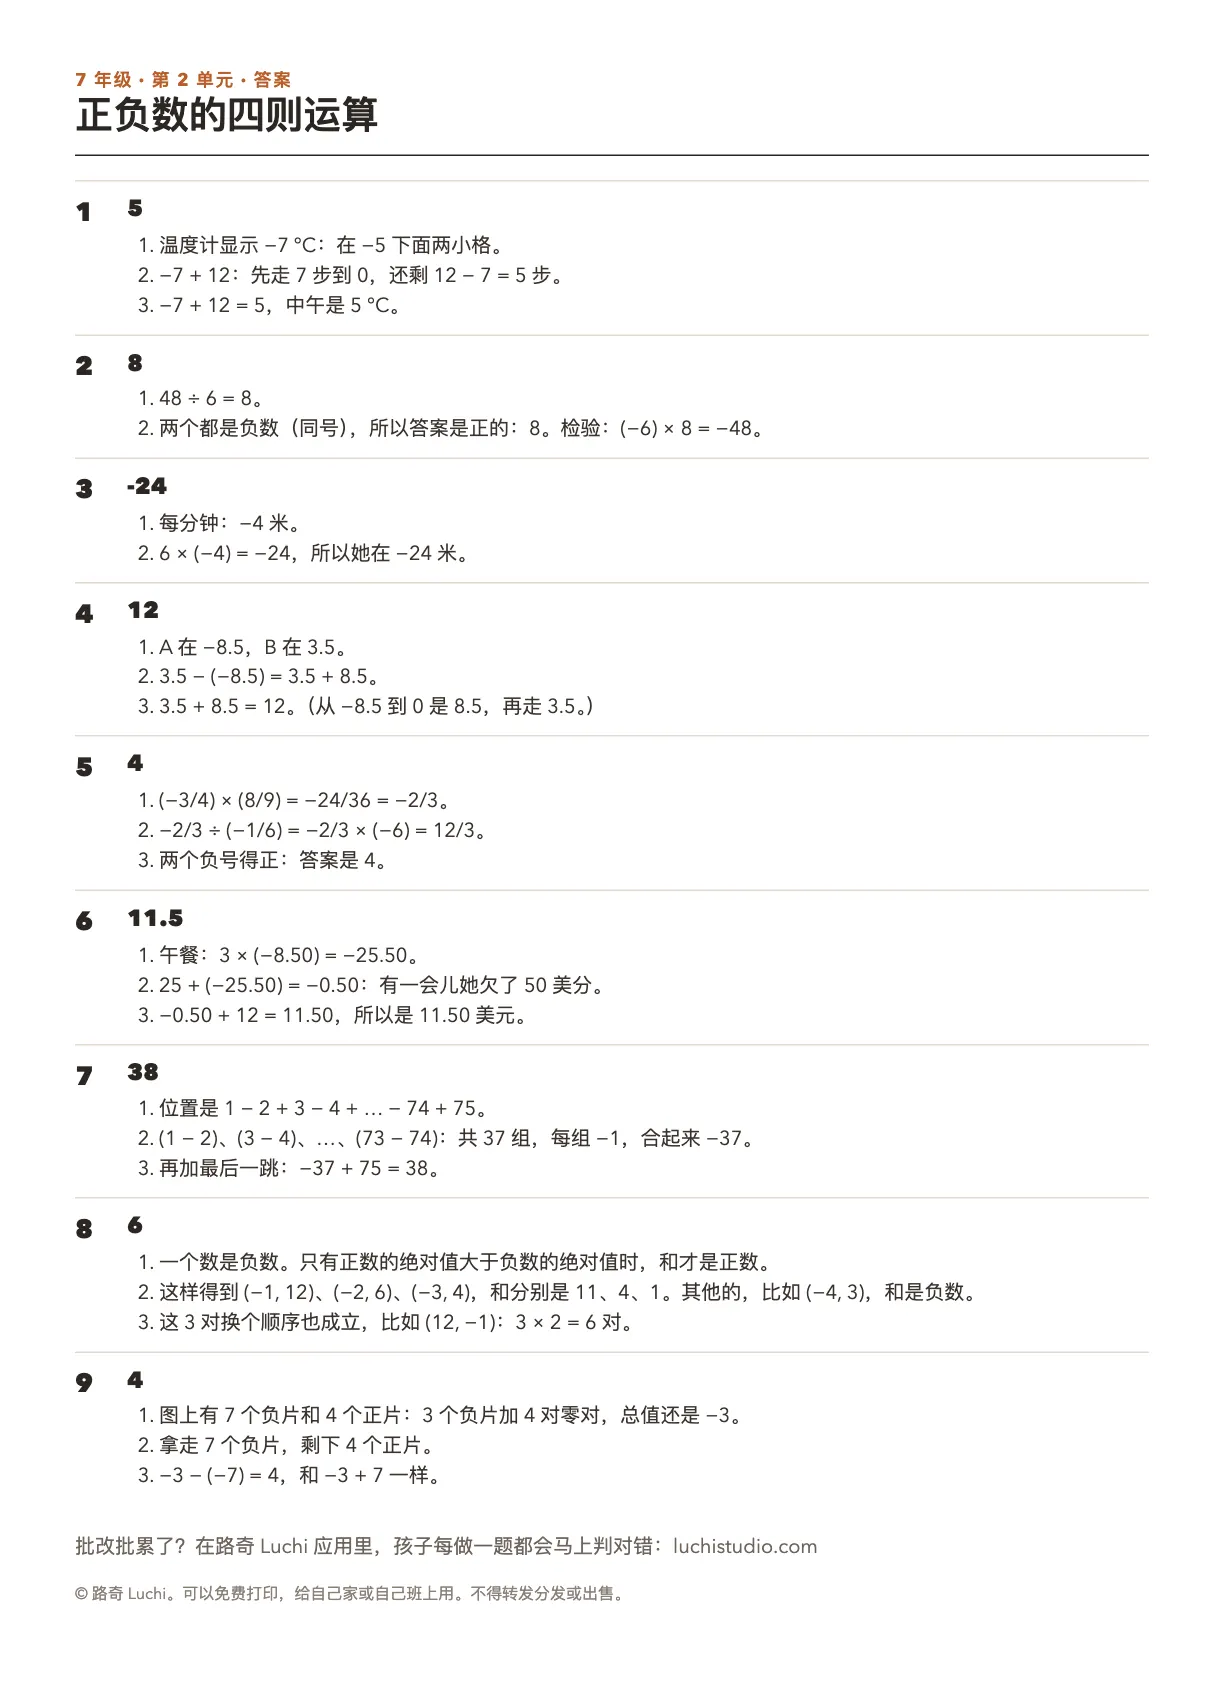 7 年级 · 第 2 单元 · 答案
正负数的四则运算
1 5
1. 温度计显示 −7 °C：在 −5 下面两小格。
2. −7 + 12：先走 7 步到 0，还剩 12 − 7 = 5 步。
3. −7 + 12 = 5，中午是 5 °C。
2 8
1. 48 ÷ 6 = 8。
2. 两个都是负数（同号），所以答案是正的：8。检验：(−6) × 8 = −48。
3 -24
1. 每分钟：−4 米。
2. 6 × (−4) = −24，所以她在 −24 米。
4 12
1. A 在 −8.5，B 在 3.5。
2. 3.5 − (−8.5) = 3.5 + 8.5。
3. 3.5 + 8.5 = 12。（从 −8.5 到 0 是 8.5，再走 3.5。）
5 4
1. (−3/4) × (8/9) = −24/36 = −2/3。
2. −2/3 ÷ (−1/6) = −2/3 × (−6) = 12/3。
3. 两个负号得正：答案是 4。
6 11.5
1. 午餐：3 × (−8.50) = −25.50。
2. 25 + (−25.50) = −0.50：有一会儿她欠了 50 美分。
3. −0.50 + 12 = 11.50，所以是 11.50 美元。
7 38
1. 位置是 1 − 2 + 3 − 4 + … − 74 + 75。
2. (1 − 2)、(3 − 4)、…、(73 − 74)：共 37 组，每组 −1，合起来 −37。
3. 再加最后一跳：−37 + 75 = 38。
8 6
1. 一个数是负数。只有正数的绝对值大于负数的绝对值时，和才是正数。
2. 这样得到 (−1, 12)、(−2, 6)、(−3, 4)，和分别是 11、4、1。其他的，比如 (−4, 3)，和是负数。
3. 这 3 对换个顺序也成立，比如 (12, −1)：3 × 2 = 6 对。
9 4
1. 图上有 7 个负片和 4 个正片：3 个负片加 4 对零对，总值还是 −3。
2. 拿走 7 个负片，剩下 4 个正片。
3. −3 − (−7) = 4，和 −3 + 7 一样。
批改批累了？在路奇 Luchi 应用里，孩子每做一题都会马上判对错：luchistudio.com
© 路奇 Luchi。可以免费打印，给自己家或自己班上用。不得转发分发或出售。